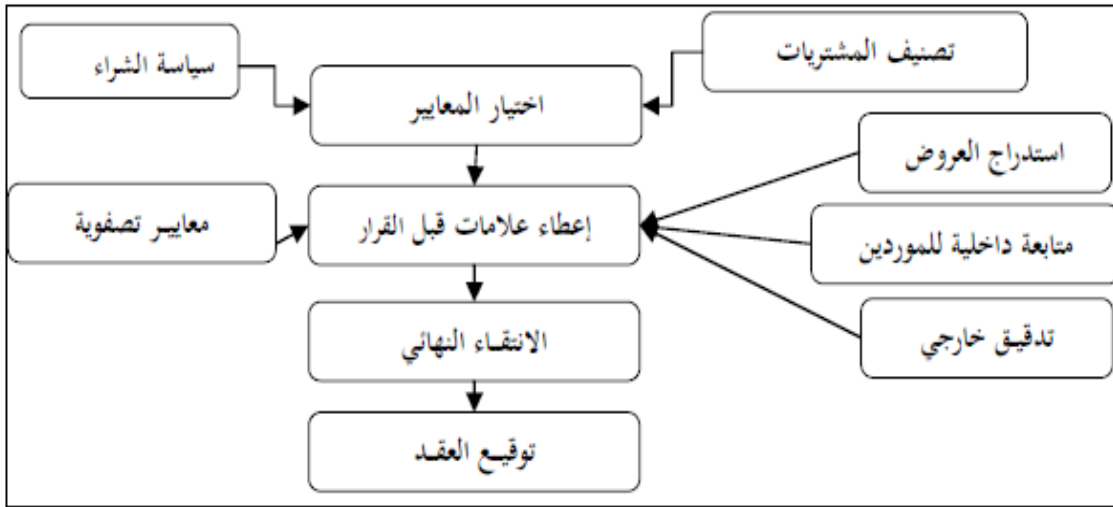 تصنيف المشتريات
سياسة الشراء
اختيار المعايير
استدراج العروض
معايير تصفوية
إعطاء علامات قبل القرار
متابعة داخلية للموردين
الانتقاء النهائي
تدقيق خارجي
توقيع العقد